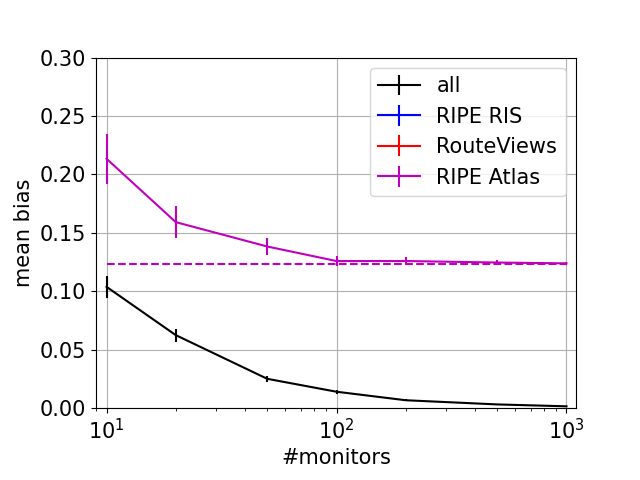 0.30
0.25
0.20
0.15
0.10
0.05
0.00
mean bias
all
RIPE RIS
RouteViews
RIPE Atlas
10¹ 10² 10³
#monitors